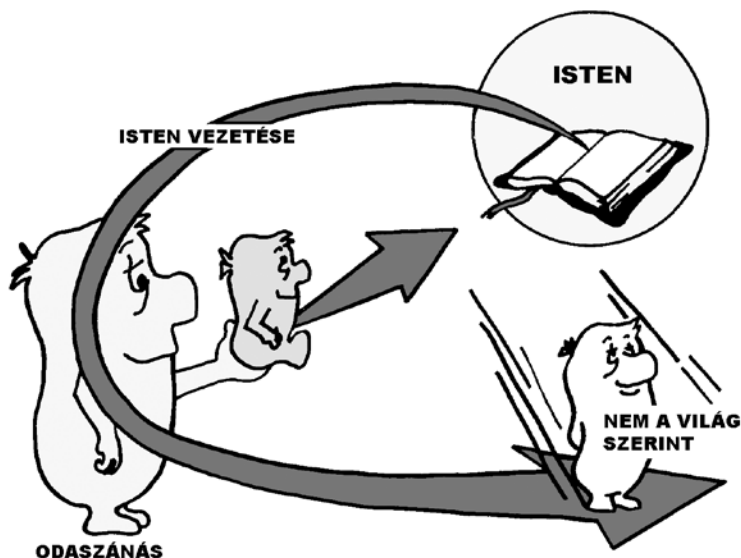 ISTEN
ISTEN VEZETÉSE
NEM A VILÁG
SZERINT
ODASZÁNÁS